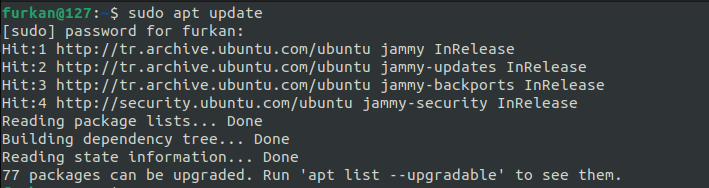 furkan@127:~$ sudo apt update
[sudo] password for furkan:
Hit:1 http://tr.archive.ubuntu.com/ubuntu jammy InRelease
Hit:2 http://tr.archive.ubuntu.com/ubuntu jammy-updates InRelease
Hit:3 http://tr.archive.ubuntu.com/ubuntu jammy-backports InRelease
Hit:4 http://security.ubuntu.com/ubuntu jammy-security InRelease
Reading package lists... Done
Building dependency tree... Done
Reading state information... Done
77 packages can be upgraded. Run 'apt list --upgradable' to see them.